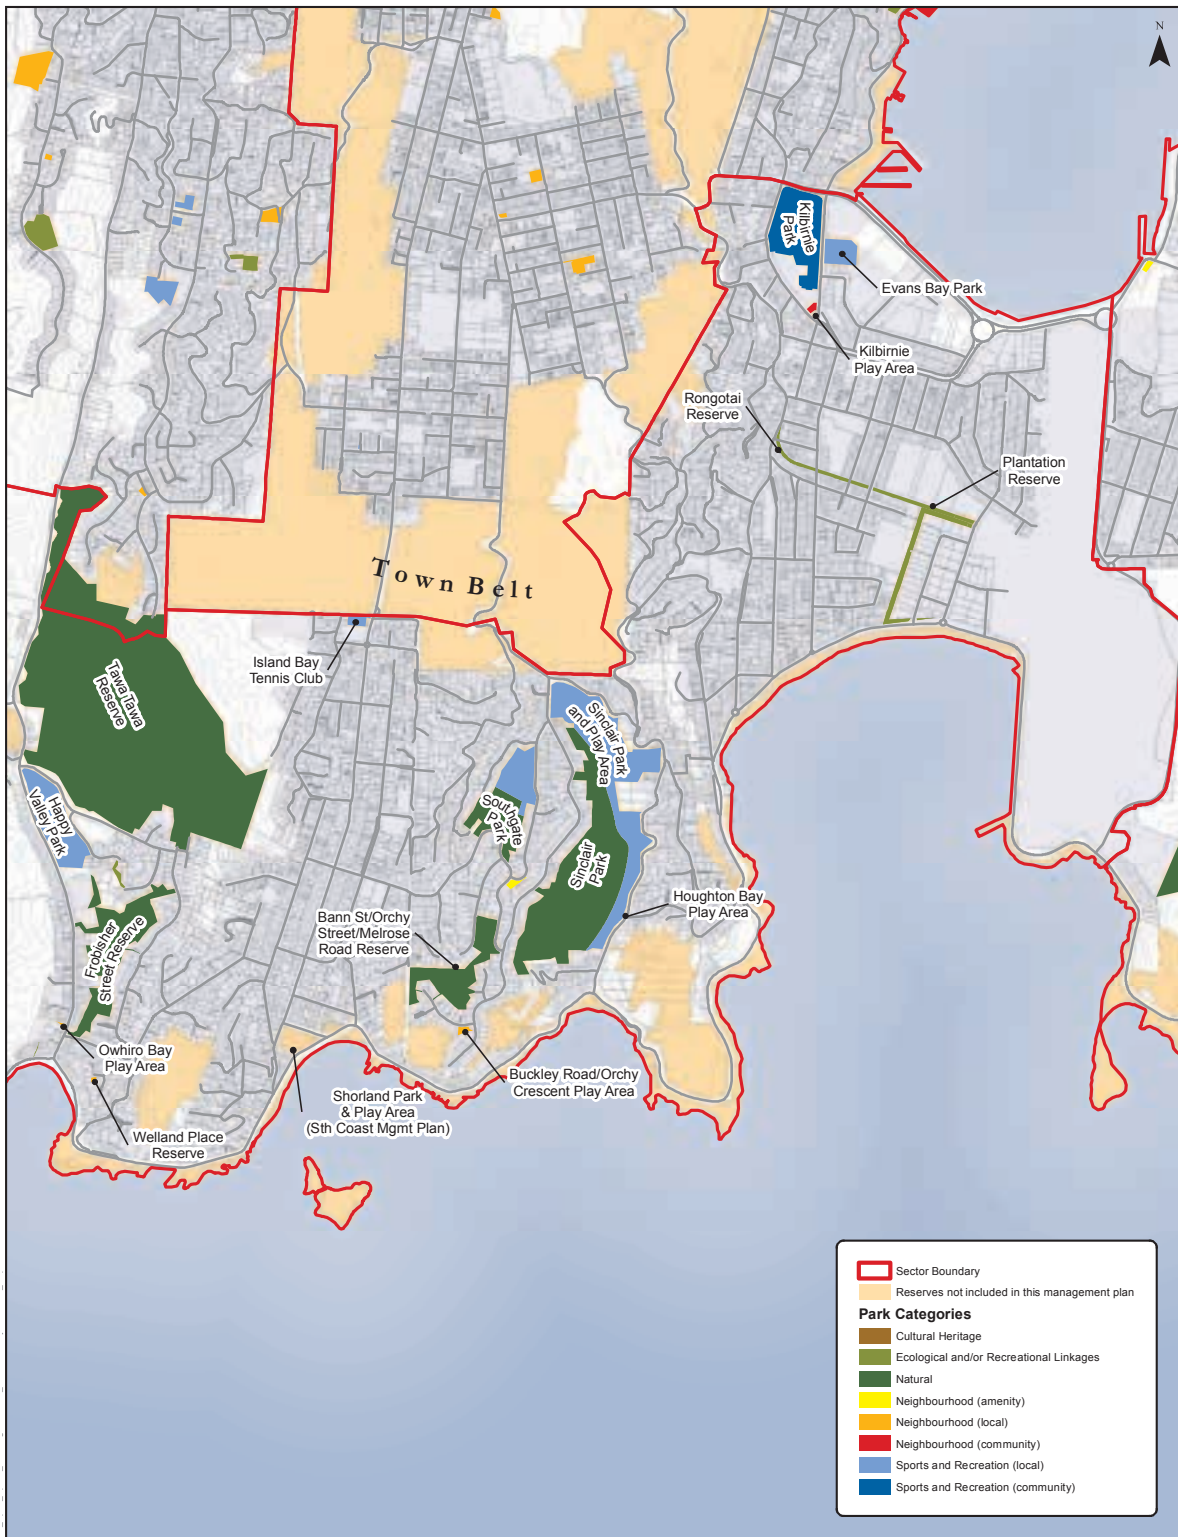 N
Kilbirnie
Park
Evans Bay Park
Kilbirnie
Play Area
Rongotai
Reserve
Plantation
Reserve
Town Belt
Island Bay
Tennis Club
Tawa Tawa
Reserve
Sinclair Park
and Play Area
Happy
Valley Park
Southgate
Park
Sinclair
Park
Houghton Bay
Play Area
Bann St/Orchy
Street/Melrose
Road Reserve
Frobisher
Street Reserve
Owhiro Bay
Play Area
Buckley Road/Orchy
Crescent Play Area
Shorland Park
& Play Area
(Sth Coast Mgmt Plan)
Welland Place
Reserve
Sector Boundary
Reserves not included in this management plan
Park Categories
Cultural Heritage
Ecological and/or Recreational Linkages
Natural
Neighbourhood (amenity)
Neighbourhood (local)
Neighbourhood (community)
Sports and Recreation (local)
Sports and Recreation (community)